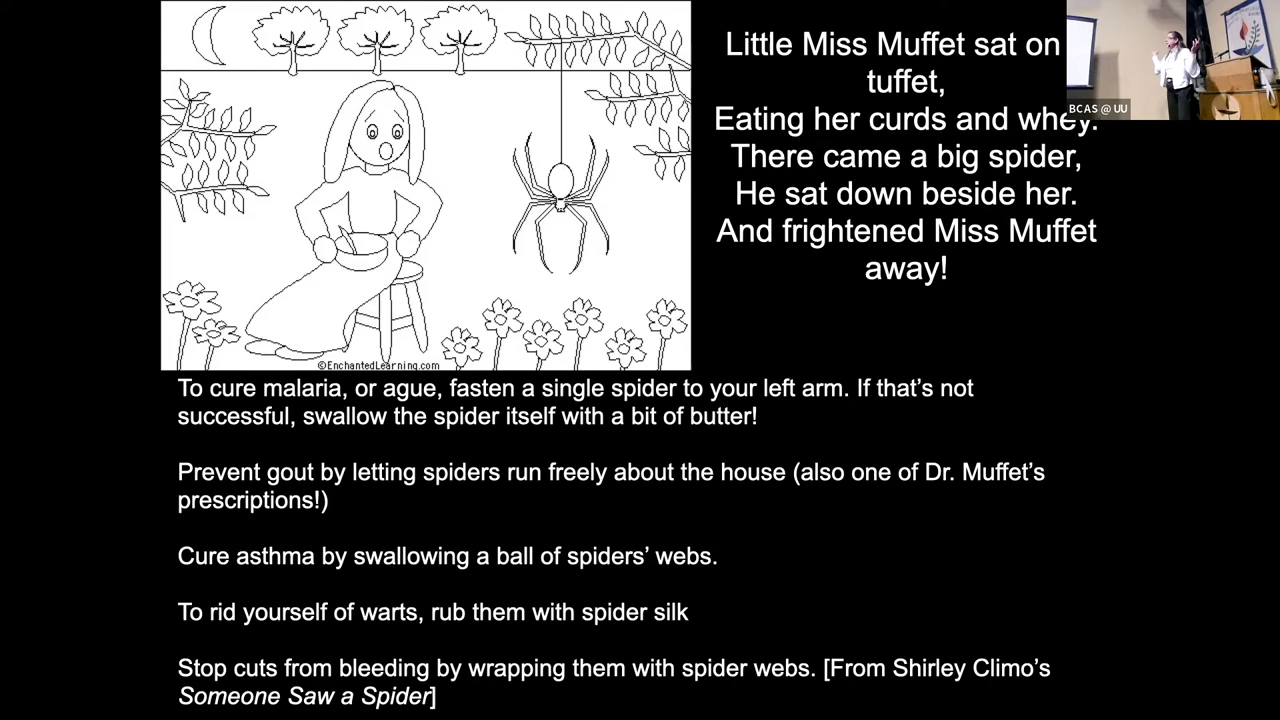 Little Miss Muffet sat on
tuffet,
Eating her curds and whey.
There came a big spider,
He sat down beside her.
And frightened Miss Muffet
away!
BCAS @ UU
©EnchantedLearning.com
To cure malaria, or ague, fasten a single spider to your left arm. If that’s not
successful, swallow the spider itself with a bit of butter!
Prevent gout by letting spiders run freely about the house (also one of Dr. Muffet’s
prescriptions!)
Cure asthma by swallowing a ball of spiders’ webs.
To rid yourself of warts, rub them with spider silk
Stop cuts from bleeding by wrapping them with spider webs. [From Shirley Climo’s
Someone Saw a Spider]